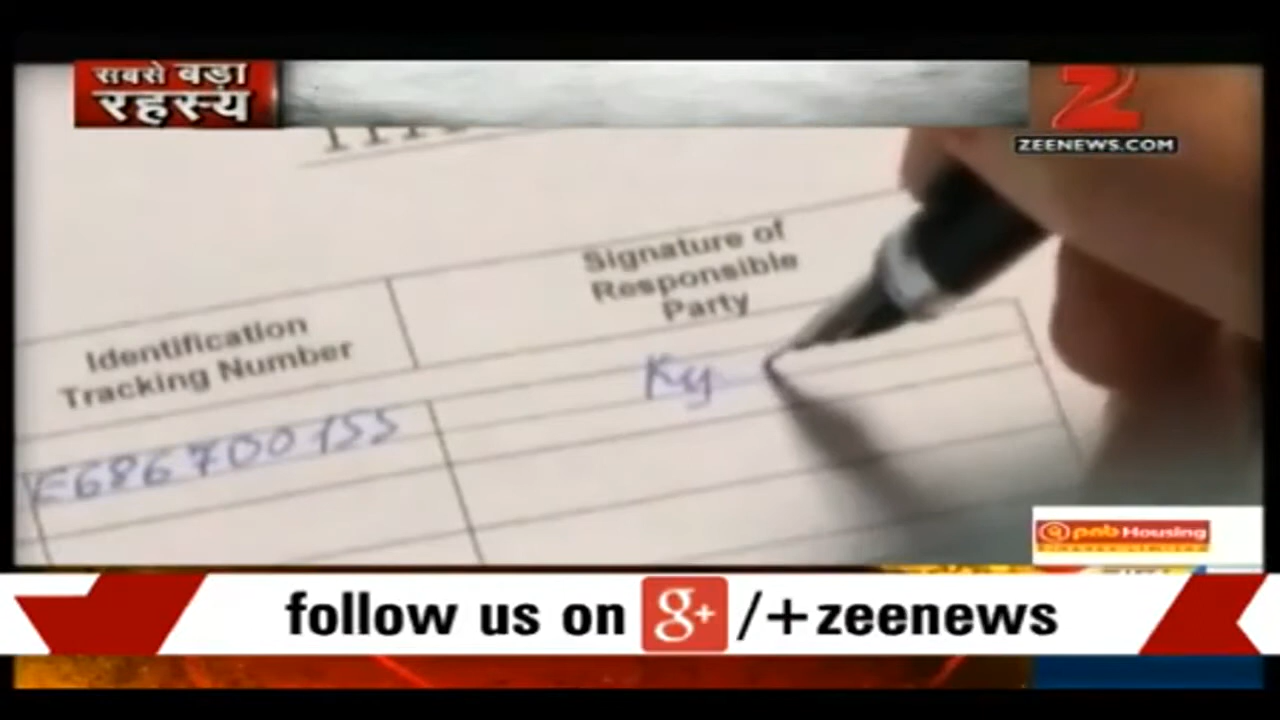 सबसे बड़ा
रहस्य
ZEENEWS.COM
Signature of
Responsible
Party
Identification
Tracking Number
Ky
E686700155
pnb Housing
follow us on g+ /+zeenews